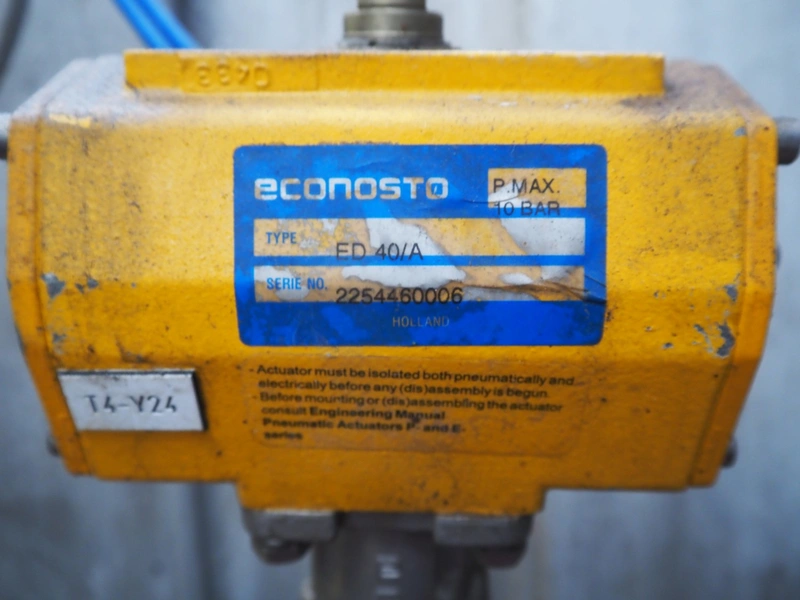 0433
econosto
P.MAX.
10 BAR
TYPE ED 40/A
SERIE NO. 2254460006
HOLLAND
- Actuator must be isolated both pneumatically and
electrically before any (dis)assembly is begun.
- Before mounting or (dis)assembling the actuator
consult Engineering Manual
Pneumatic Actuators P- and E-
series
T4-Y24